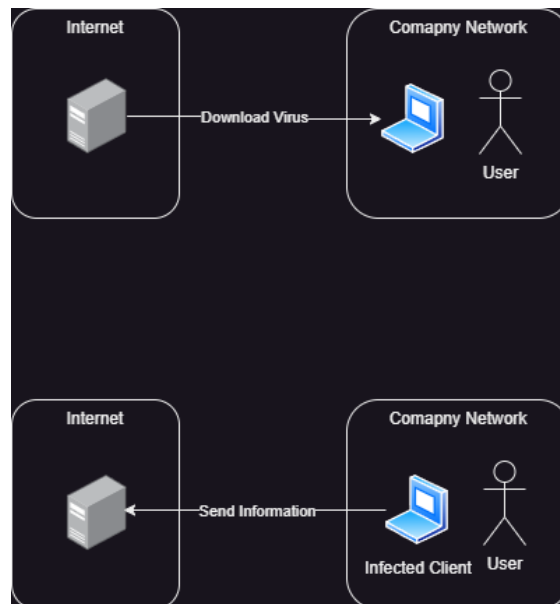 Internet
Comapny Network
Download Virus
User
Internet
Comapny Network
Send Information
Infected Client
User